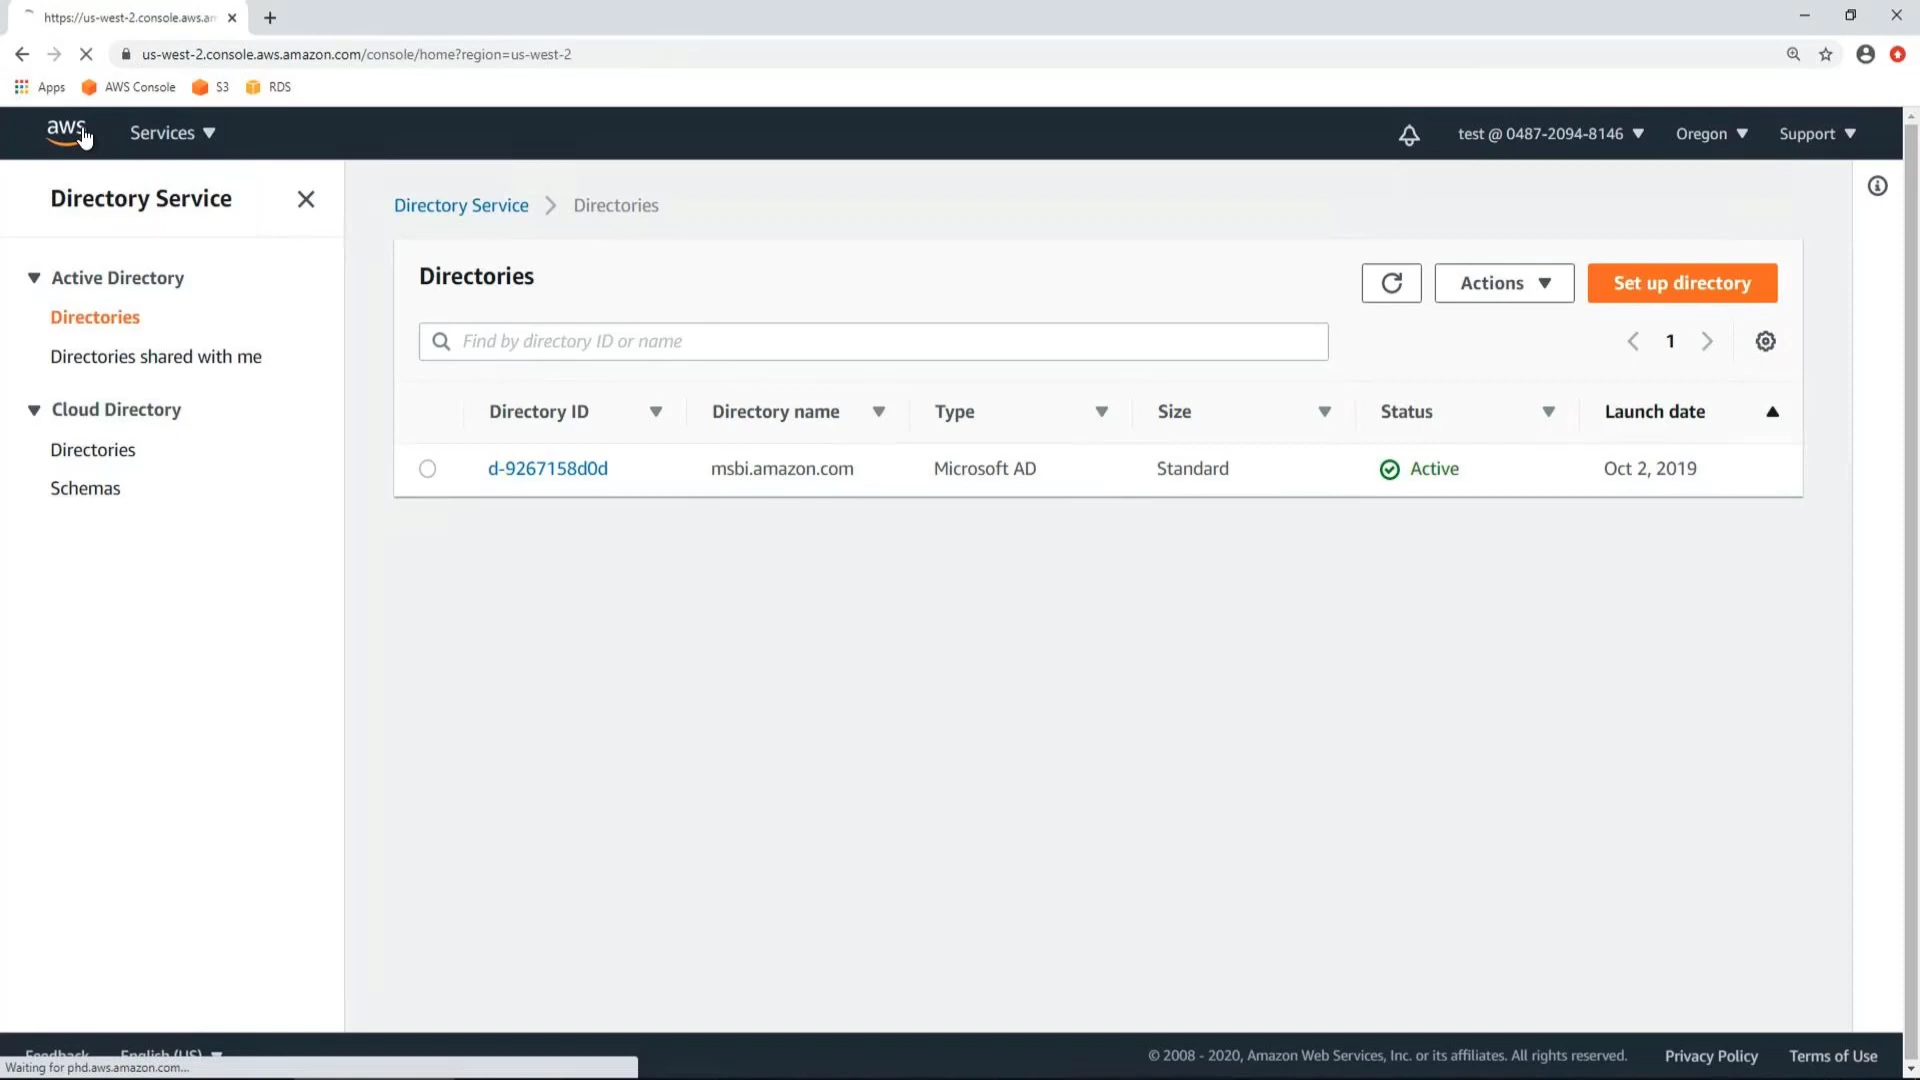 https://us-west-2.console.aws.am
us-west-2.console.aws.amazon.com/console/home?region=us-west-2
Apps AWS Console S3 RDS
aws Services test @ 0487-2094-8146 Oregon Support
Directory Service
Active Directory
Directories
Directories shared with me
Cloud Directory
Directories
Schemas
Directory Service Directories
Directories
Actions Set up directory
Find by directory ID or name
1
Directory ID Directory name Type Size Status Launch date
d-9267158d0d msbi.amazon.com Microsoft AD Standard Active Oct 2, 2019
Feedback English (US) © 2008 - 2020, Amazon Web Services, Inc. or its affiliates. All rights reserved. Privacy Policy Terms of Use
Waiting for phd.aws.amazon.com...